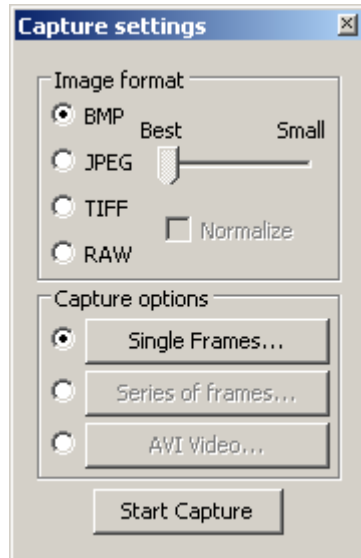 Capture settings
Image format
BMP
Best Small
JPEG
TIFF
Normalize
RAW
Capture options
Single Frames...
Series of frames...
AVI Video...
Start Capture